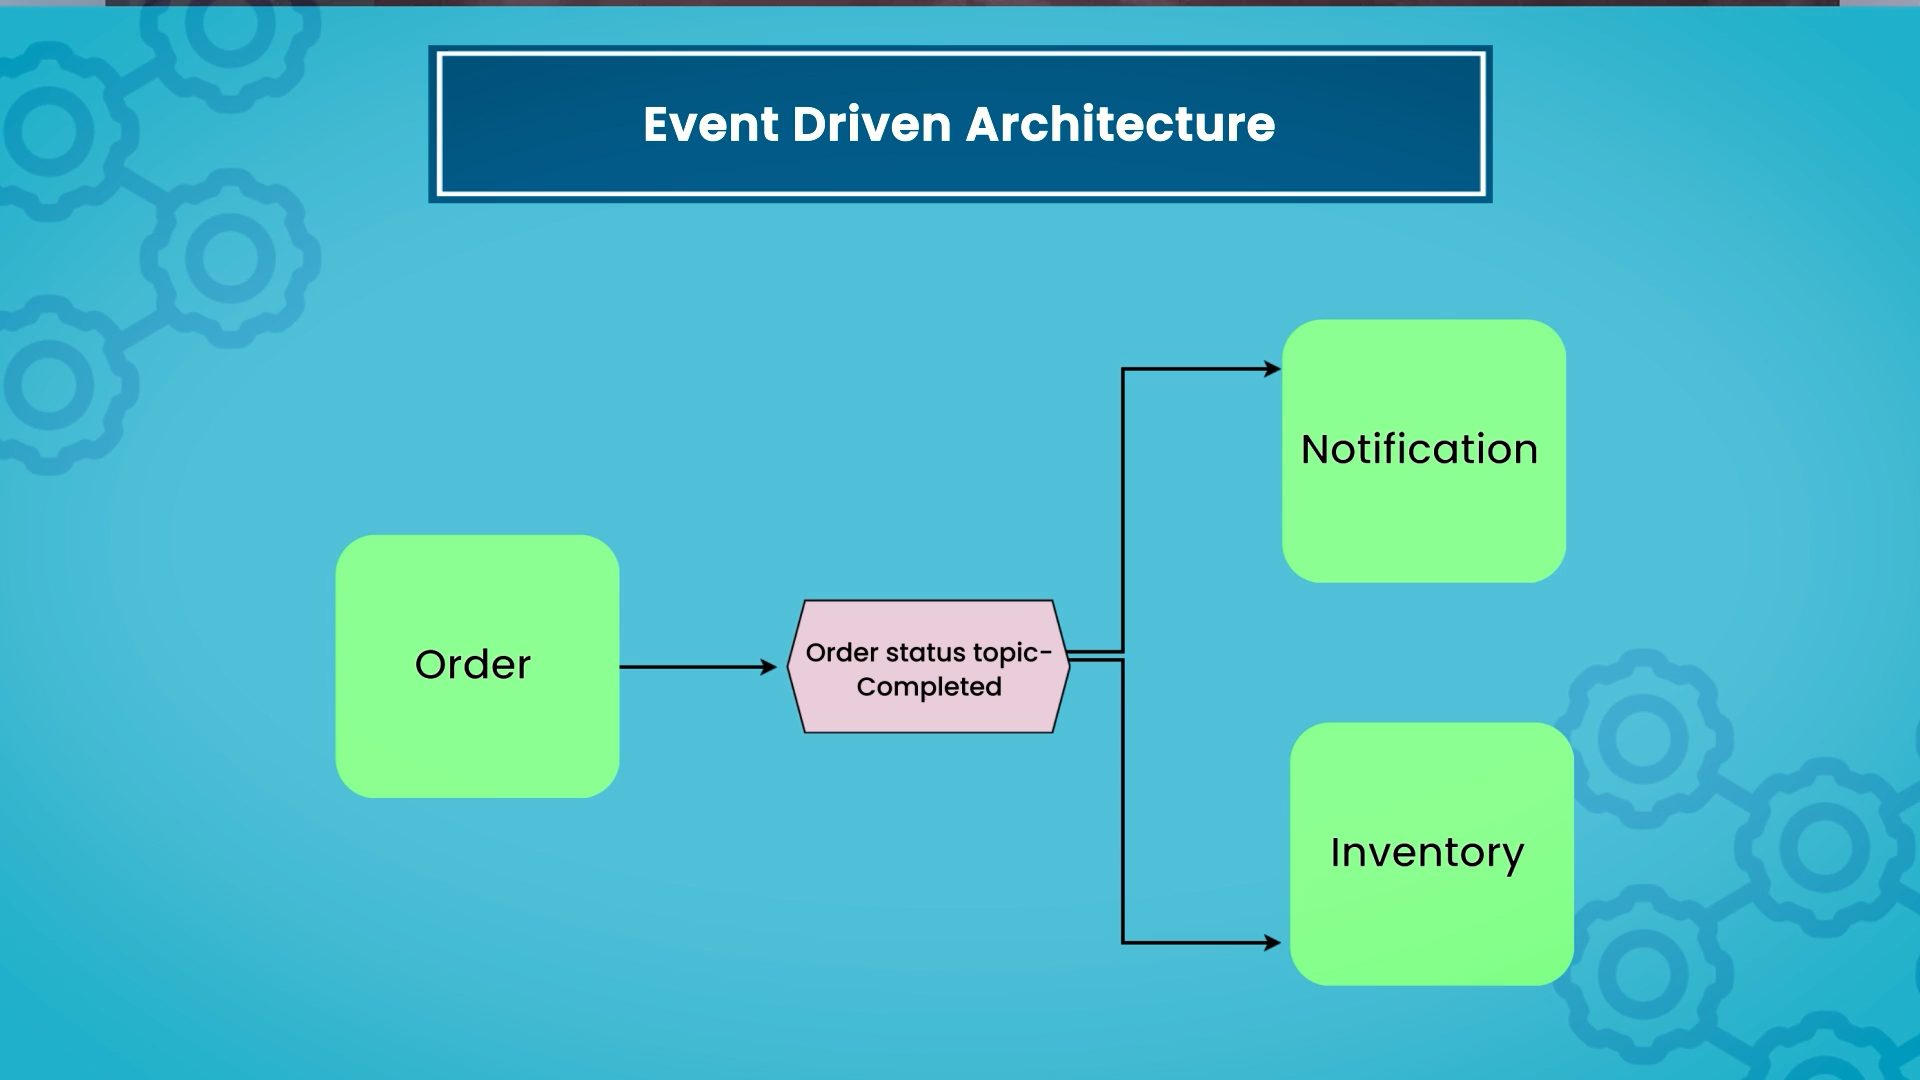 Event Driven Architecture
Notification
Order
Order status topic-
Completed
Inventory